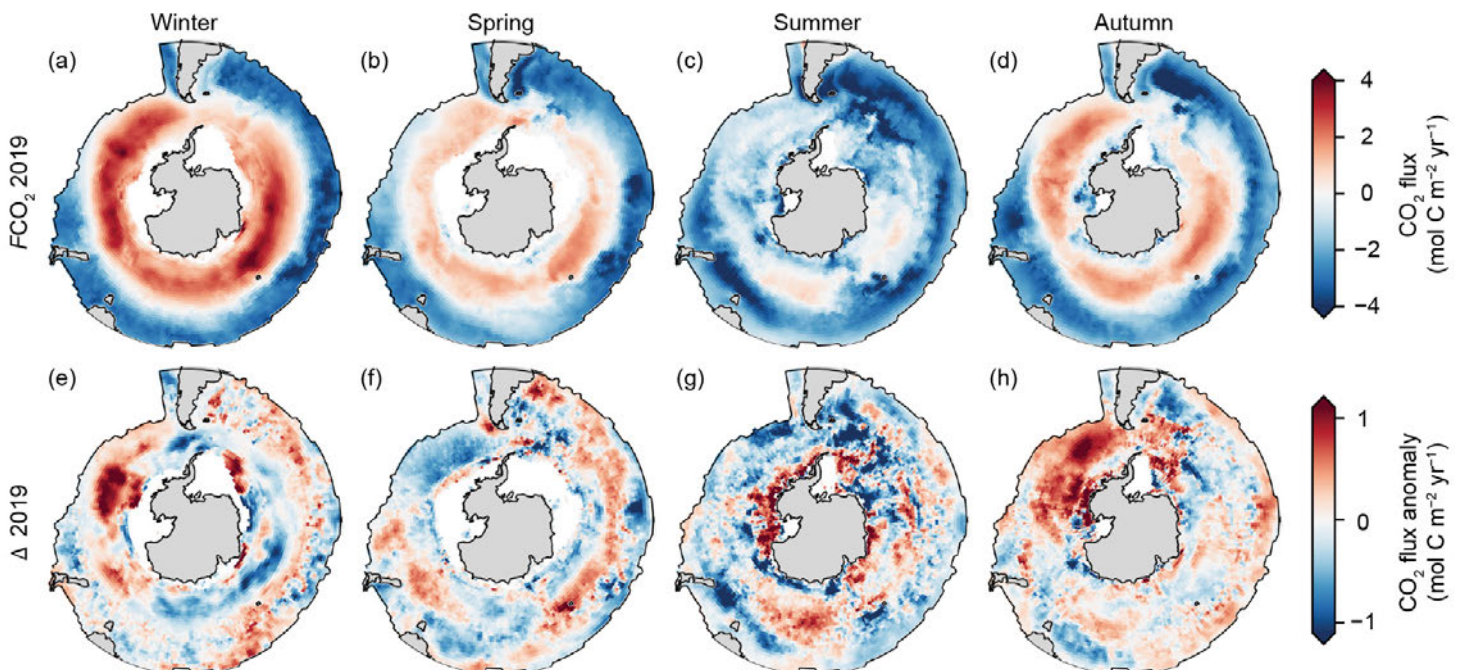 Winter Spring Summer Autumn
(a) (b) (c) (d)
FCO₂ 2019
4
2
0
−2
−4
CO₂ flux
(mol C m⁻² yr⁻¹)
(e) (f) (g) (h)
Δ 2019
1
0
−1
CO₂ flux anomaly
(mol C m⁻² yr⁻¹)